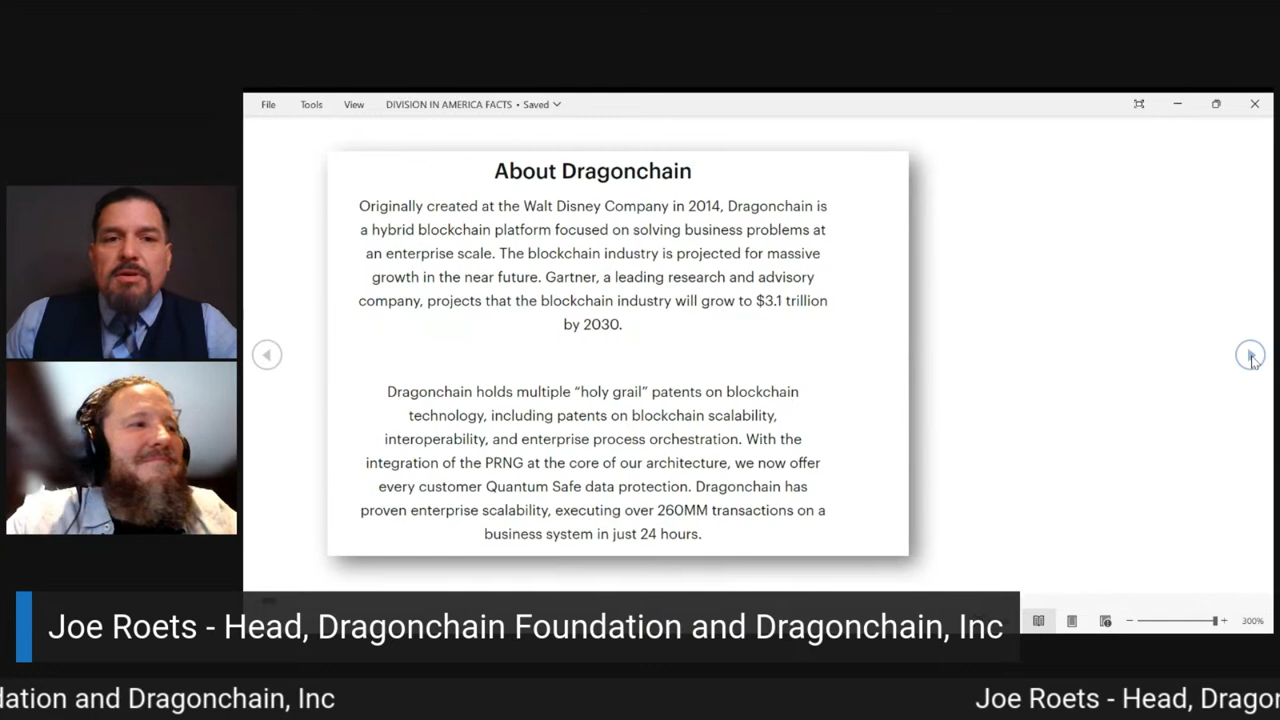 File Tools View DIVISION IN AMERICA FACTS • Saved
About Dragonchain
Originally created at the Walt Disney Company in 2014, Dragonchain is
a hybrid blockchain platform focused on solving business problems at
an enterprise scale. The blockchain industry is projected for massive
growth in the near future. Gartner, a leading research and advisory
company, projects that the blockchain industry will grow to $3.1 trillion
by 2030.
Dragonchain holds multiple “holy grail” patents on blockchain
technology, including patents on blockchain scalability,
interoperability, and enterprise process orchestration. With the
integration of the PRNG at the core of our architecture, we now offer
every customer Quantum Safe data protection. Dragonchain has
proven enterprise scalability, executing over 260MM transactions on a
business system in just 24 hours.
Joe Roets - Head, Dragonchain Foundation and Dragonchain, Inc
300%
dation and Dragonchain, Inc
Joe Roets - Head, Dragon